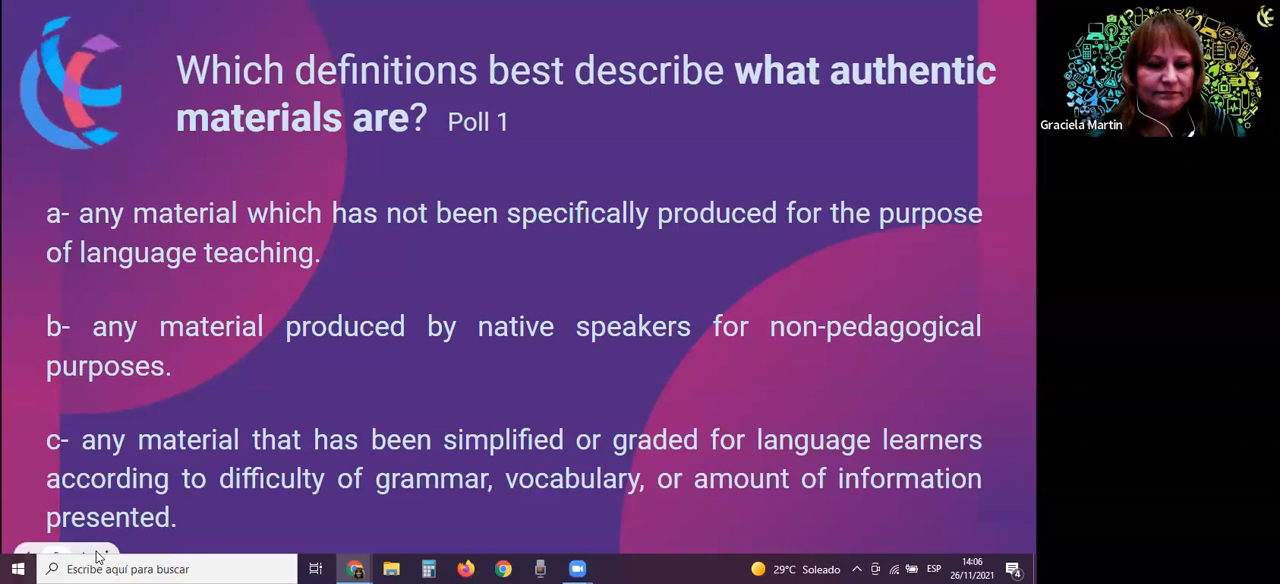 Which definitions best describe what authentic
materials are? Poll 1
a- any material which has not been specifically produced for the purpose
of language teaching.
b- any material produced by native speakers for non-pedagogical
purposes.
c- any material that has been simplified or graded for language learners
according to difficulty of grammar, vocabulary, or amount of information
presented.
Graciela Martin
Escribe aquí para buscar
29°C Soleado
ESP
14:06
26/11/2021
4